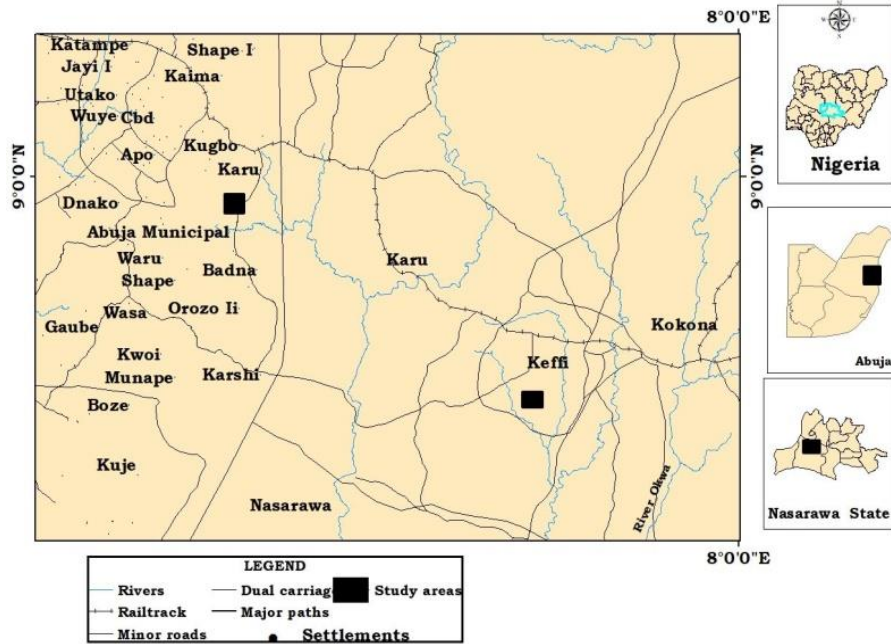 8°0'0"E
Katampe
Shape I
Jayi I
Kaima
Utako
Wuye Cbd
Kugbo
Apo
Karu
9°0'0"N
9°0'0"N
Dnako
Abuja Municipal
Waru
Karu
Shape
Badna
Wasa
Orozo Ii
Gaube
Kokona
Kwoi
Keffi
Munape
Karshi
Boze
Kuje
Nasarawa
River Okwa
8°0'0"E
N
W
E
S
Nigeria
Abuja
Nasarawa State
LEGEND
Rivers
Dual carriag
Study areas
Railtrack
Major paths
Minor roads
Settlements